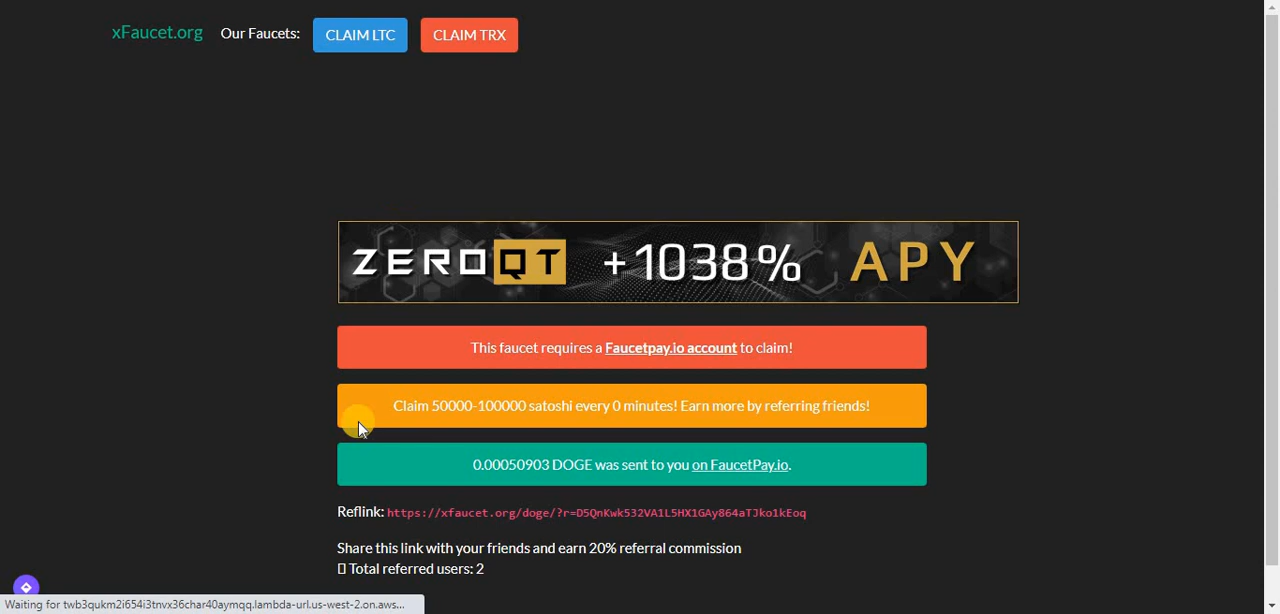 xFaucet.org Our Faucets: CLAIM LTC CLAIM TRX
ZEROQT +1038% APY
This faucet requires a Faucetpay.io account to claim!
Claim 50000-100000 satoshi every 0 minutes! Earn more by referring friends!
0.00050903 DOGE was sent to you on FaucetPay.io.
Reflink: https://xfaucet.org/doge/?r=D5QnKwk532VA1L5HX1GAy864aTJko1kEoq
Share this link with your friends and earn 20% referral commission
Total referred users: 2
Waiting for twb3qukm2i654i3tnvx36char40aymqq.lambda-url.us-west-2.on.aws...